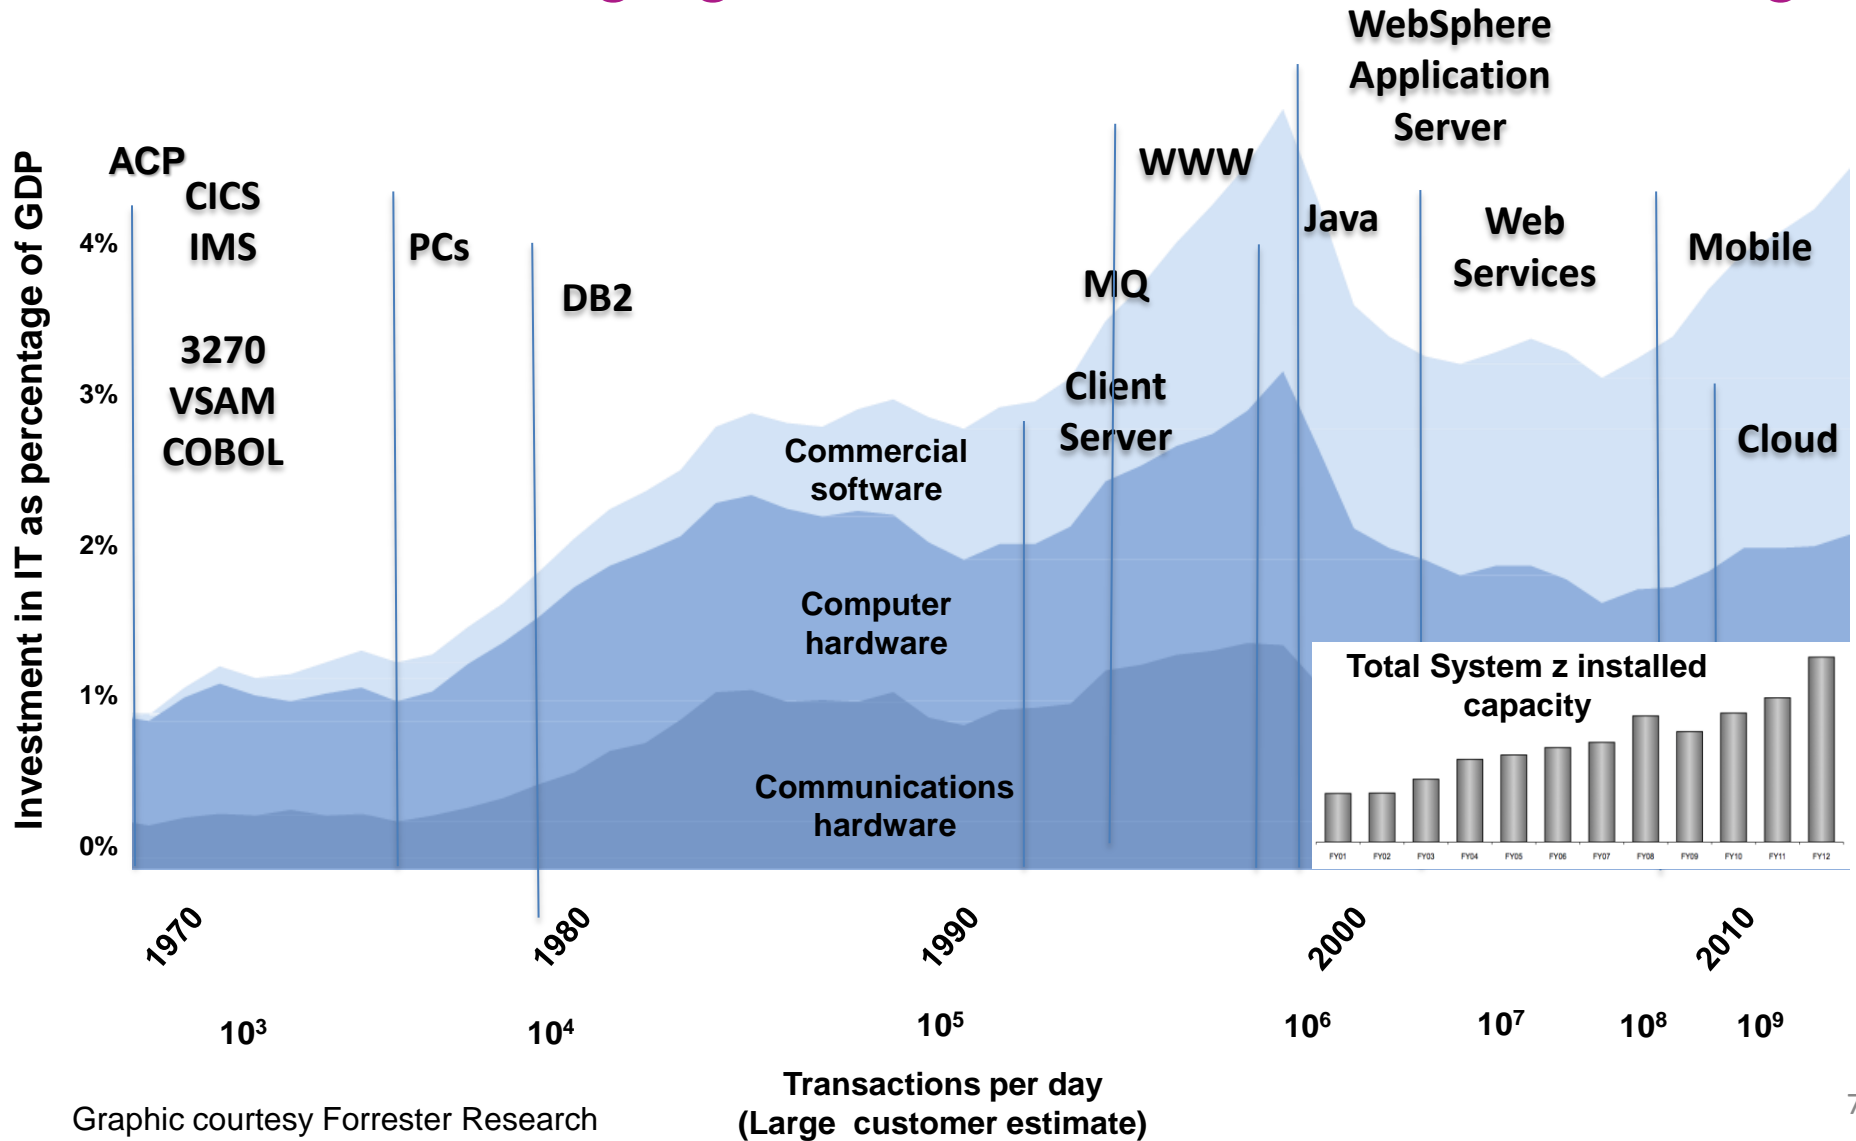 WebSphere
Application
Server
ACP
CICS
IMS
3270
VSAM
COBOL
PCs
DB2
WWW
MQ
Client
Server
Java
Web
Services
Mobile
Cloud
Investment in IT as percentage of GDP
4%
3%
2%
1%
0%
Commercial
software
Computer
hardware
Communications
hardware
Total System z installed
capacity
FY01 FY02 FY03 FY04 FY05 FY06 FY07 FY08 FY09 FY10 FY11 FY12
1970 1980 1990 2000 2010
10³ 10⁴ 10⁵ 10⁶ 10⁷ 10⁸ 10⁹
Transactions per day
(Large customer estimate)
Graphic courtesy Forrester Research
7